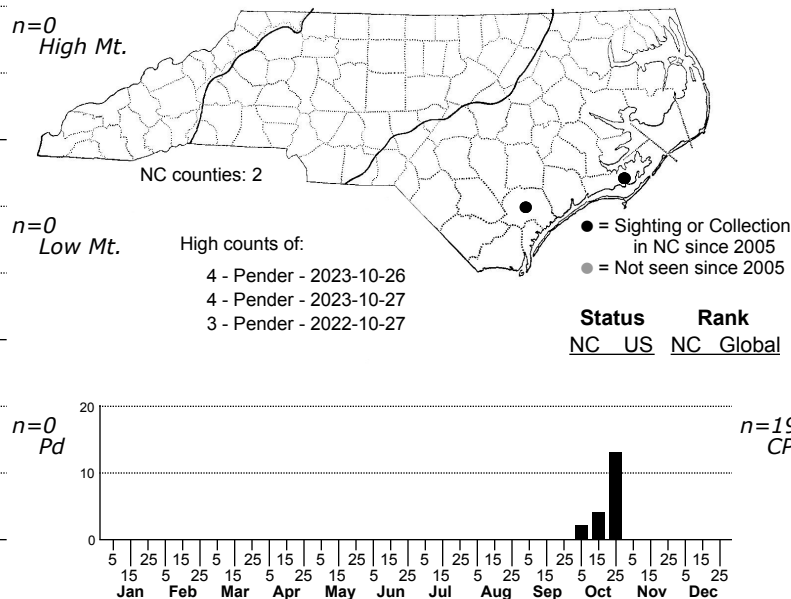 n=0
High Mt.
NC counties: 2
n=0
Low Mt.
High counts of:
4 - Pender - 2023-10-26
4 - Pender - 2023-10-27
3 - Pender - 2022-10-27
● = Sighting or Collection
in NC since 2005
● = Not seen since 2005
Status Rank
NC US NC Global
n=0
Pd
20
10
0
n=19
CP
5 25 15 5 25 15 5 25 15 5 25 15 5 25 15 5 25 15
15 5 25 15 5 25 15 5 25 15 5 25 15 5 25 15 5 25
Jan Feb Mar Apr May Jun Jul Aug Sep Oct Nov Dec